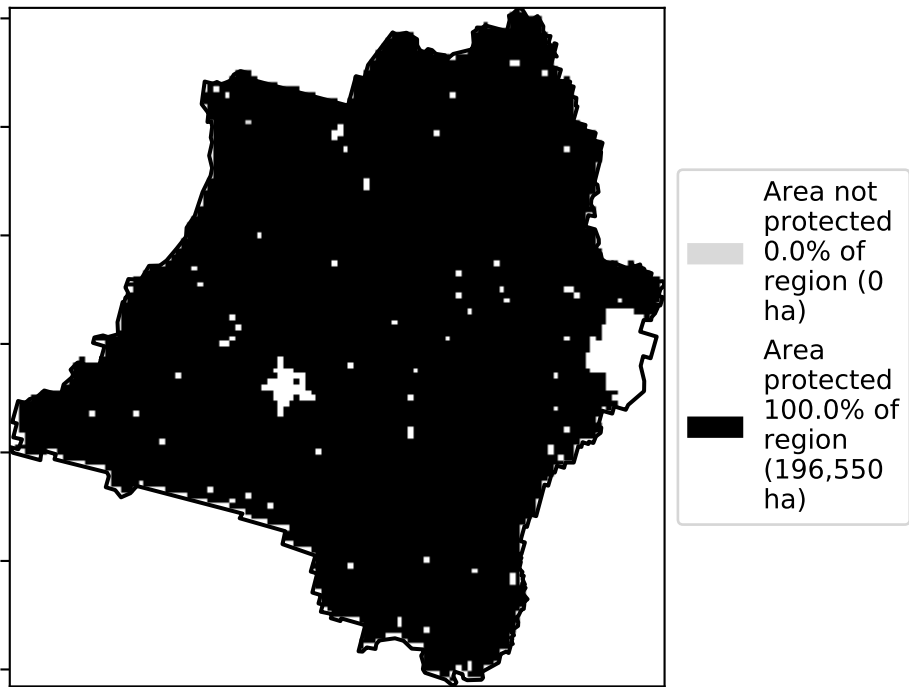 Area not
protected
0.0% of
region (0
ha)
Area
protected
100.0% of
region
(196,550
ha)